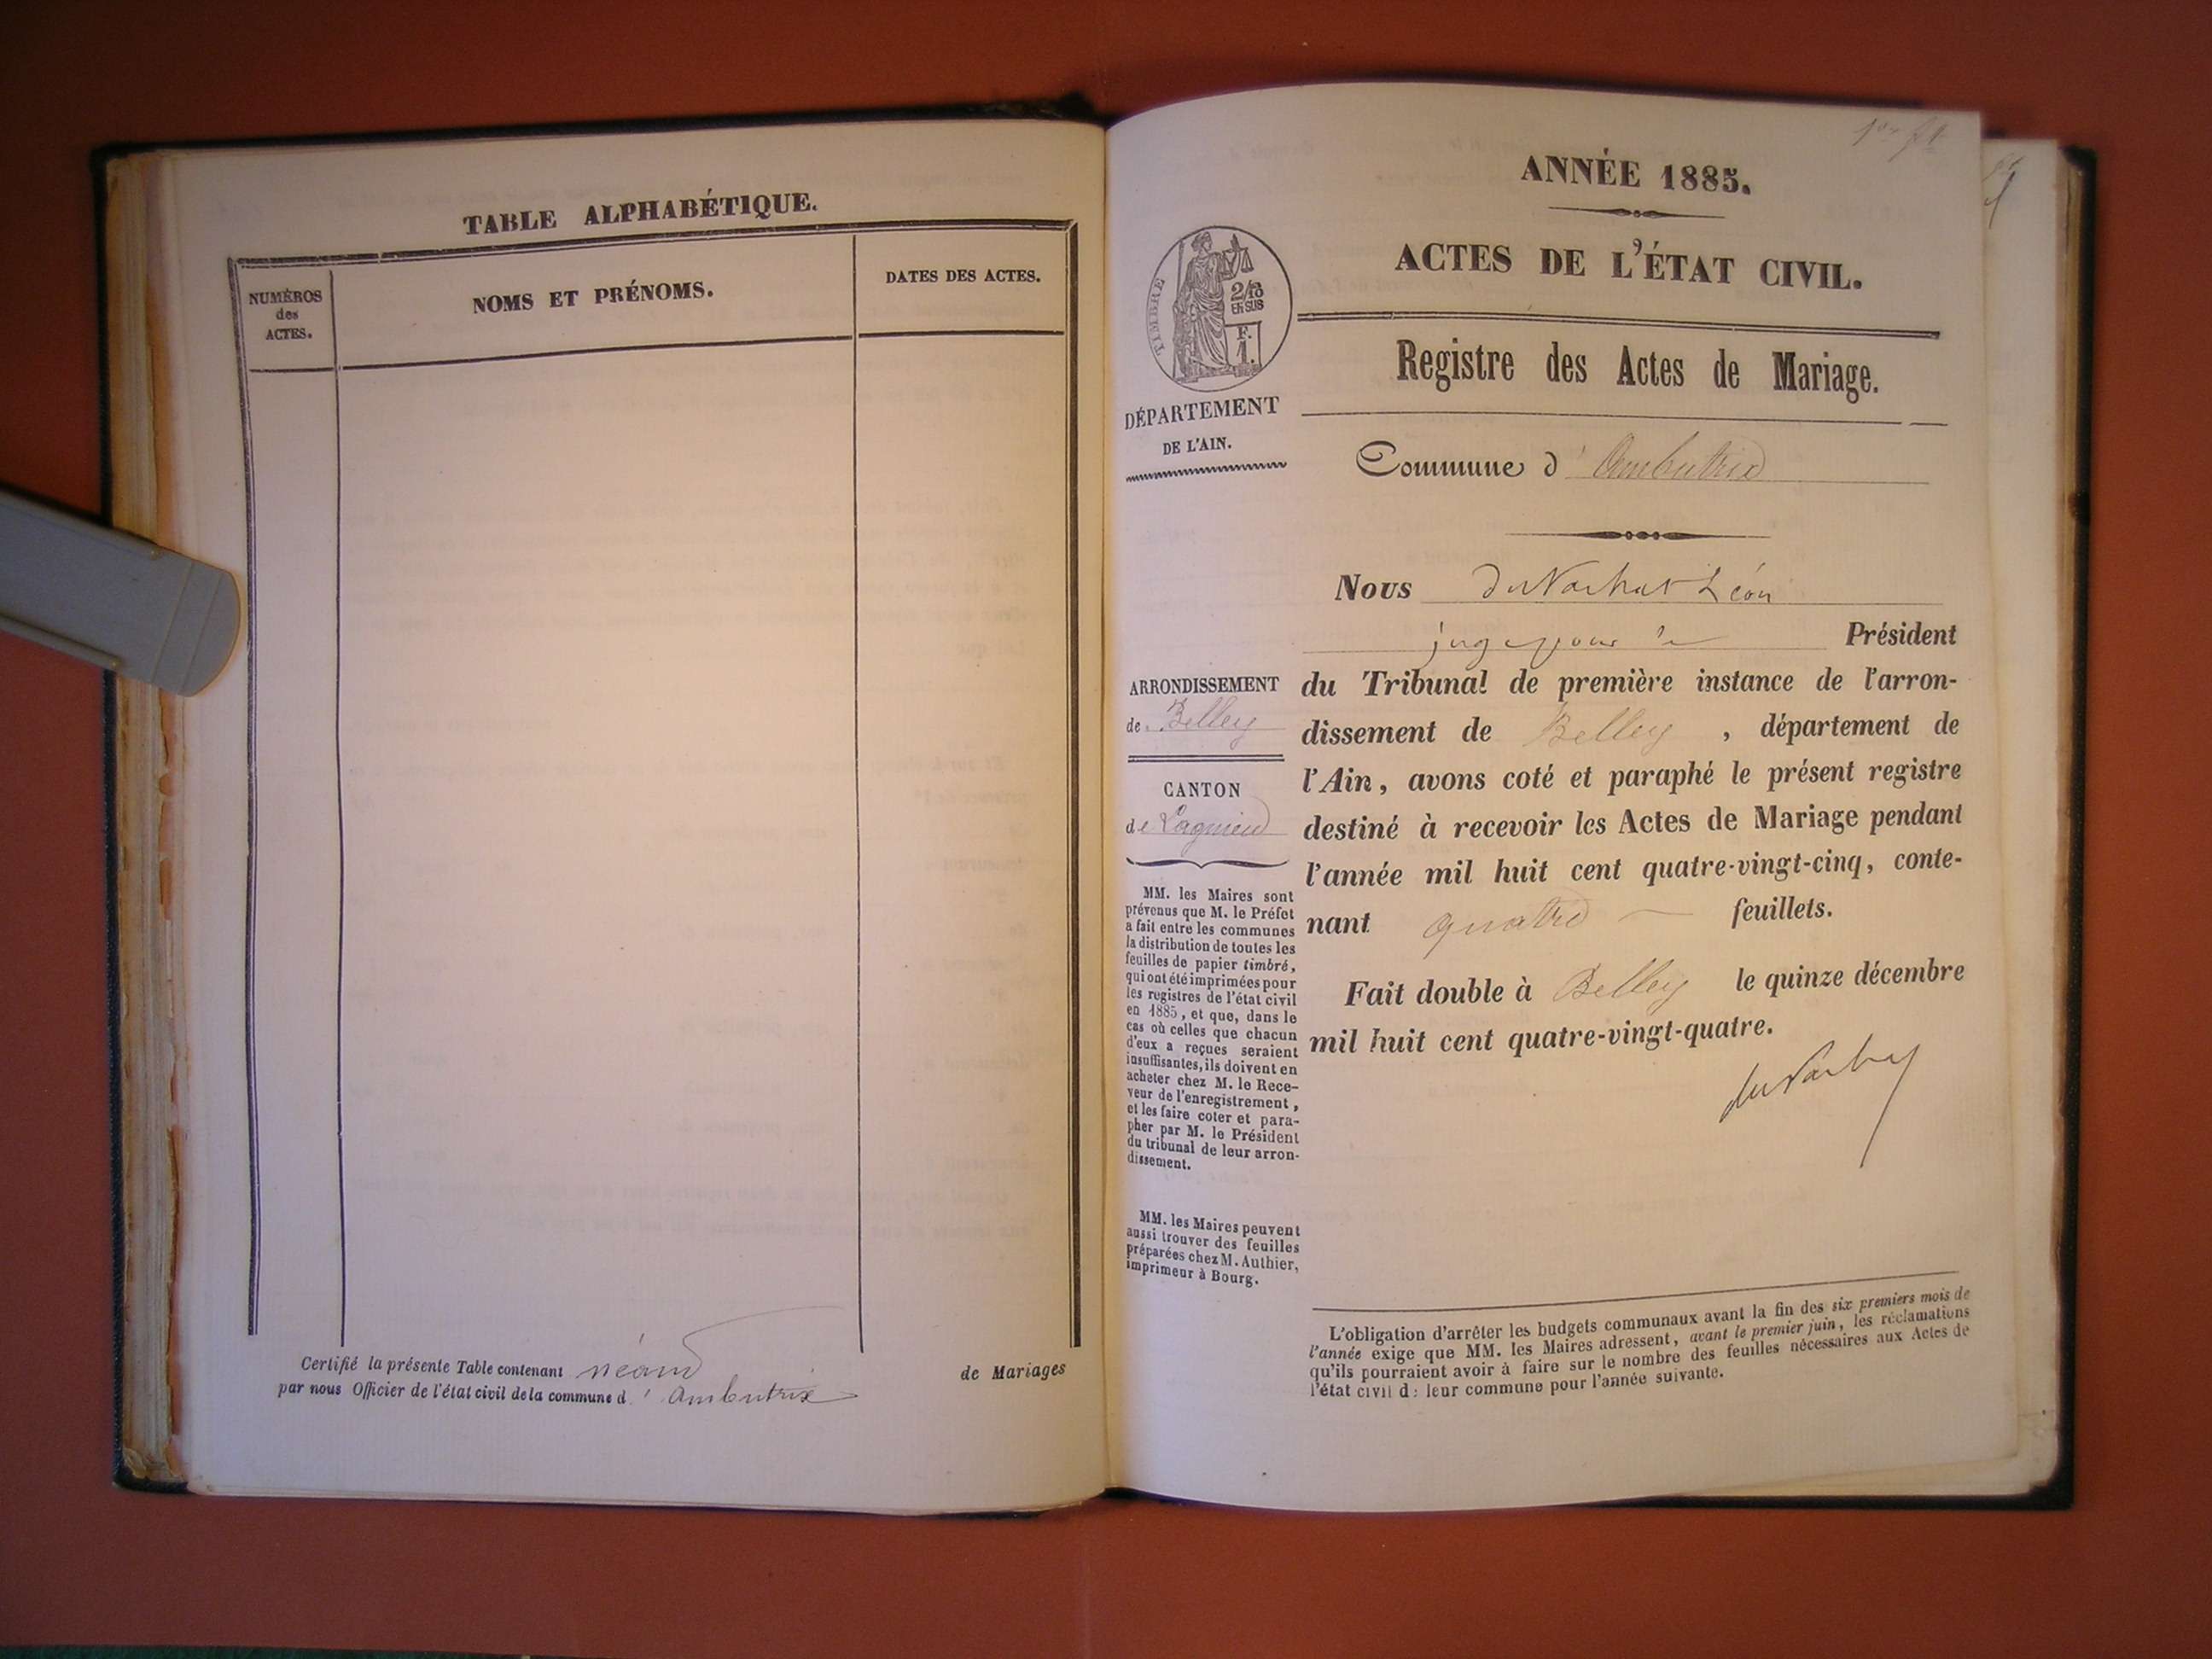 TABLE ALPHABÉTIQUE.
NUMÉROS
des
ACTES.
NOMS ET PRÉNOMS.
DATES DES ACTES.
Certifié la présente Table contenant néant de Mariages
par nous Officier de l'état civil de la commune d' Ambutrix
1er
ANNÉE 1885.
ACTES DE L'ÉTAT CIVIL.
TIMBRE
2/10
EN SUS
F.
1.
DÉPARTEMENT
DE L'AIN.
Registre des Actes de Mariage.
Commune d' Ambutrix
Nous Léon
juge pour le Président
du Tribunal de première instance de l'arron-
dissement de Belley, département de
l'Ain, avons coté et paraphé le présent registre
destiné à recevoir les Actes de Mariage pendant
l'année mil huit cent quatre-vingt-cinq, conte-
nant quatre feuillets.
Fait double à Belley le quinze décembre
mil huit cent quatre-vingt-quatre.
ARRONDISSEMENT
de Belley
CANTON
de Lagnieu
MM. les Maires sont
prévenus que M. le Préfet
a fait entre les communes
la distribution de toutes les
feuilles de papier timbré,
qui ont été imprimées pour
les registres de l'état civil
en 1885, et que, dans le
cas où celles que chacun
d'eux a reçues seraient
insuffisantes, ils doivent en
acheter chez M. le Rece-
veur de l'enregistrement,
et les faire coter et para-
pher par M. le Président
du tribunal de leur arron-
dissement.
MM. les Maires peuvent
aussi trouver des feuilles
préparées chez M. Authier,
imprimeur à Bourg.
L'obligation d'arrêter les budgets communaux avant la fin des six premiers mois de
l'année exige que MM. les Maires adressent, avant le premier juin, les réclamations
qu'ils pourraient avoir à faire sur le nombre des feuilles nécessaires aux Actes de
l'état civil de leur commune pour l'année suivante.